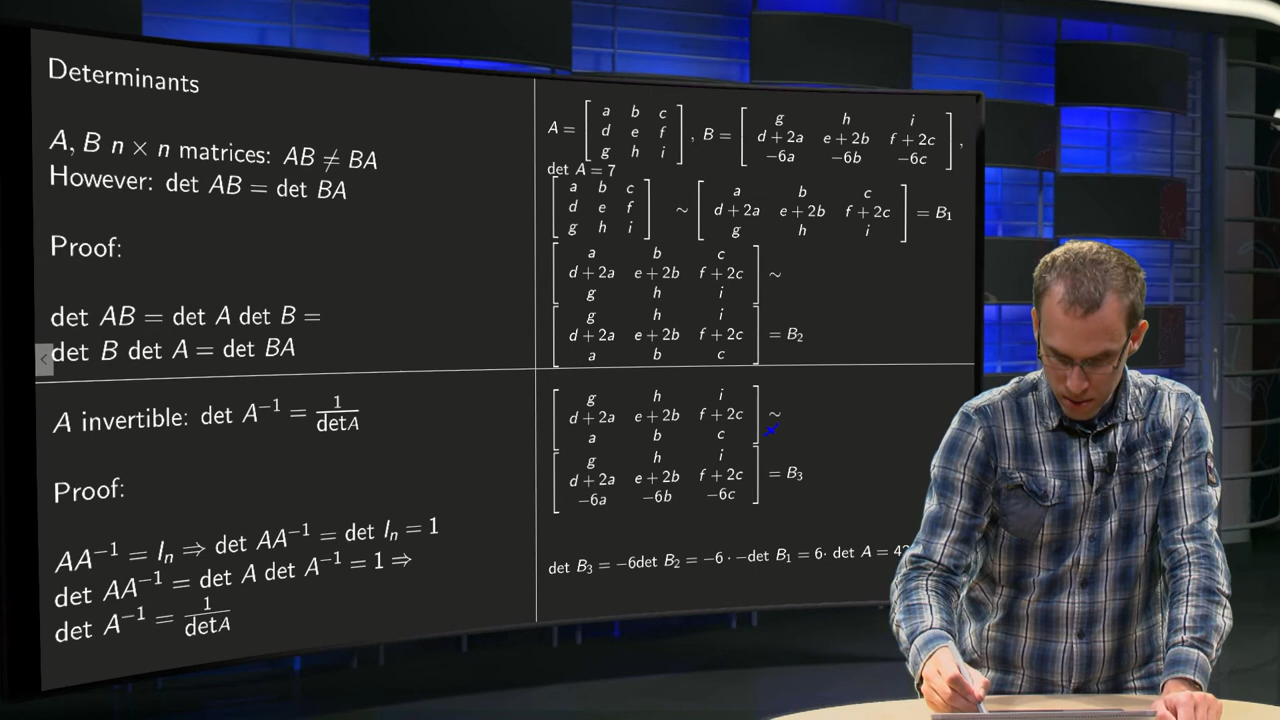 Determinants
A, B n × n matrices: AB ≠ BA
However: det AB = det BA
Proof:
det AB = det A det B =
det B det A = det BA
A invertible: det A⁻¹ = 1/detA
Proof:
AA⁻¹ = Iₙ ⇒ det AA⁻¹ = det Iₙ = 1
det AA⁻¹ = det A det A⁻¹ = 1 ⇒
det A⁻¹ = 1/detA
a b c g h i
A = d e f , B = d + 2a e + 2b f + 2c ,
g h i −6a −6b −6c
det A = 7
a b c a b c
d e f ∼ d + 2a e + 2b f + 2c = B₁
g h i g h i
a b c
d + 2a e + 2b f + 2c ∼
g h i
g h i
d + 2a e + 2b f + 2c = B₂
a b c
g h i
d + 2a e + 2b f + 2c ∼
a b c
g h i
d + 2a e + 2b f + 2c = B₃
−6a −6b −6c
det B₃ = −6det B₂ = −6 · −det B₁ = 6· det A =